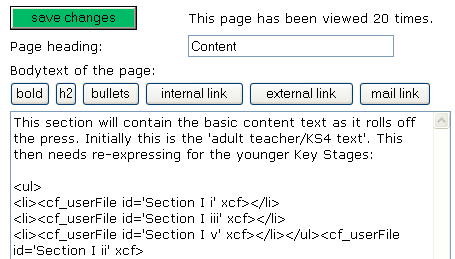 save changes This page has been viewed 20 times.
Page heading: Content
Bodytext of the page:
bold h2 bullets internal link external link mail link
This section will contain the basic content text as it rolls off
the press. Initially this is the 'adult teacher/KS4 text'. This
then needs re-expressing for the younger Key Stages:
<ul>
<li><cf_userFile id='Section I i' xcf></li>
<li><cf_userFile id='Section I iii' xcf></li>
<li><cf_userFile id='Section I v' xcf></li></ul><cf_userFile
id='Section I ii' xcf>